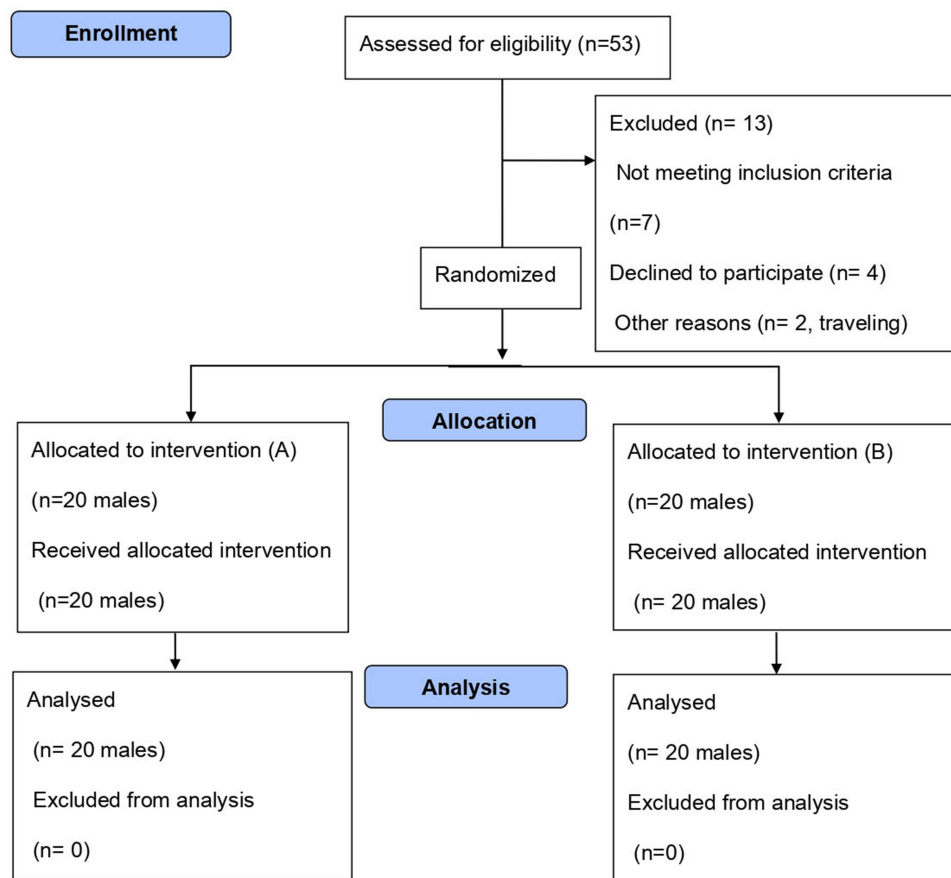 Enrollment
Assessed for eligibility (n=53)
Excluded (n= 13)
Not meeting inclusion criteria
(n=7)
Declined to participate (n= 4)
Other reasons (n= 2, traveling)
Randomized
Allocation
Allocated to intervention (A)
(n=20 males)
Received allocated intervention
(n=20 males)
Allocated to intervention (B)
(n=20 males)
Received allocated intervention
(n= 20 males)
Analysis
Analysed
(n= 20 males)
Excluded from analysis
(n= 0)
Analysed
(n= 20 males)
Excluded from analysis
(n=0)